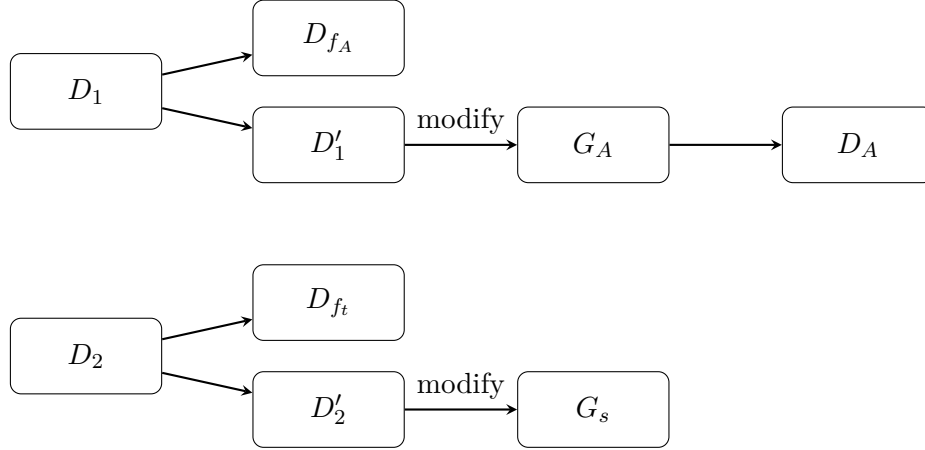 D_{f_A}
D_1
D'_1 modify G_A D_A
D_{f_t}
D_2
D'_2 modify G_s